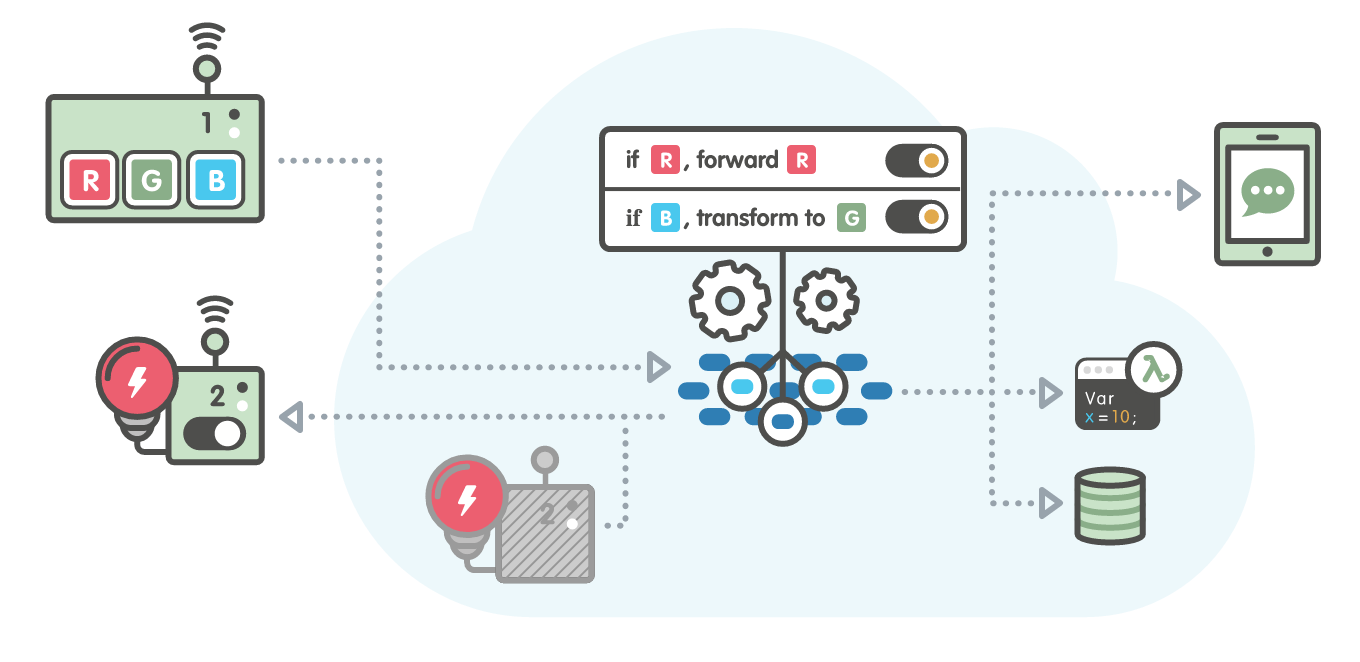 1
R G B
if R, forward R
if B, transform to G
2
2
λ
Var
x=10;